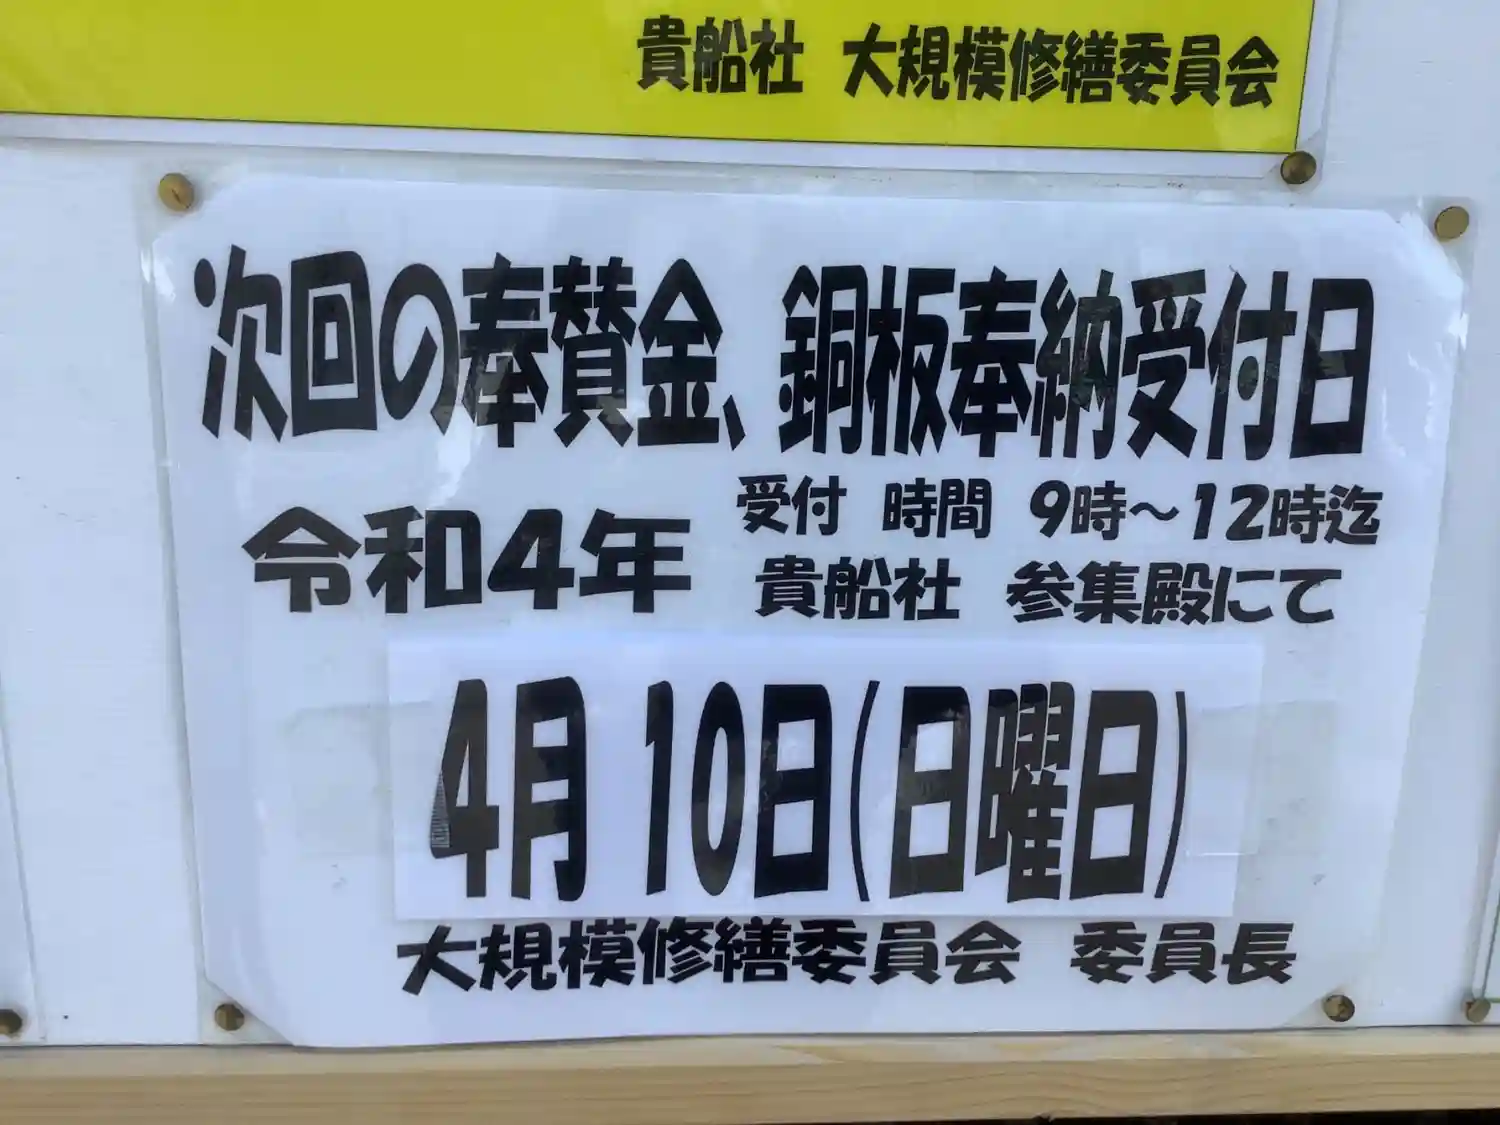 貴船社 大規模修繕委員会
次回の奉賛金、銅板奉納受付日
令和4年
受付 時間 9時～12時迄
貴船社 参集殿にて
4月10日(日曜日)
大規模修繕委員会 委員長